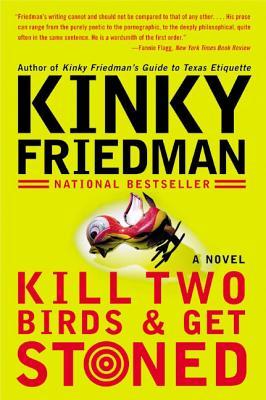 "Friedman's writing cannot and should not be compared to that of any other. . . . His prose
can range from the purely poetic to the pornographic, to the deeply philosophical, quite
often in the same sentence. He is a wordsmith of the first order."
—Fannie Flagg, New York Times Book Review
Author of Kinky Friedman's Guide to Texas Etiquette
KINKY
FRIEDMAN
NATIONAL BESTSELLER
A NOVEL
KILL TWO
BIRDS & GET
STONED